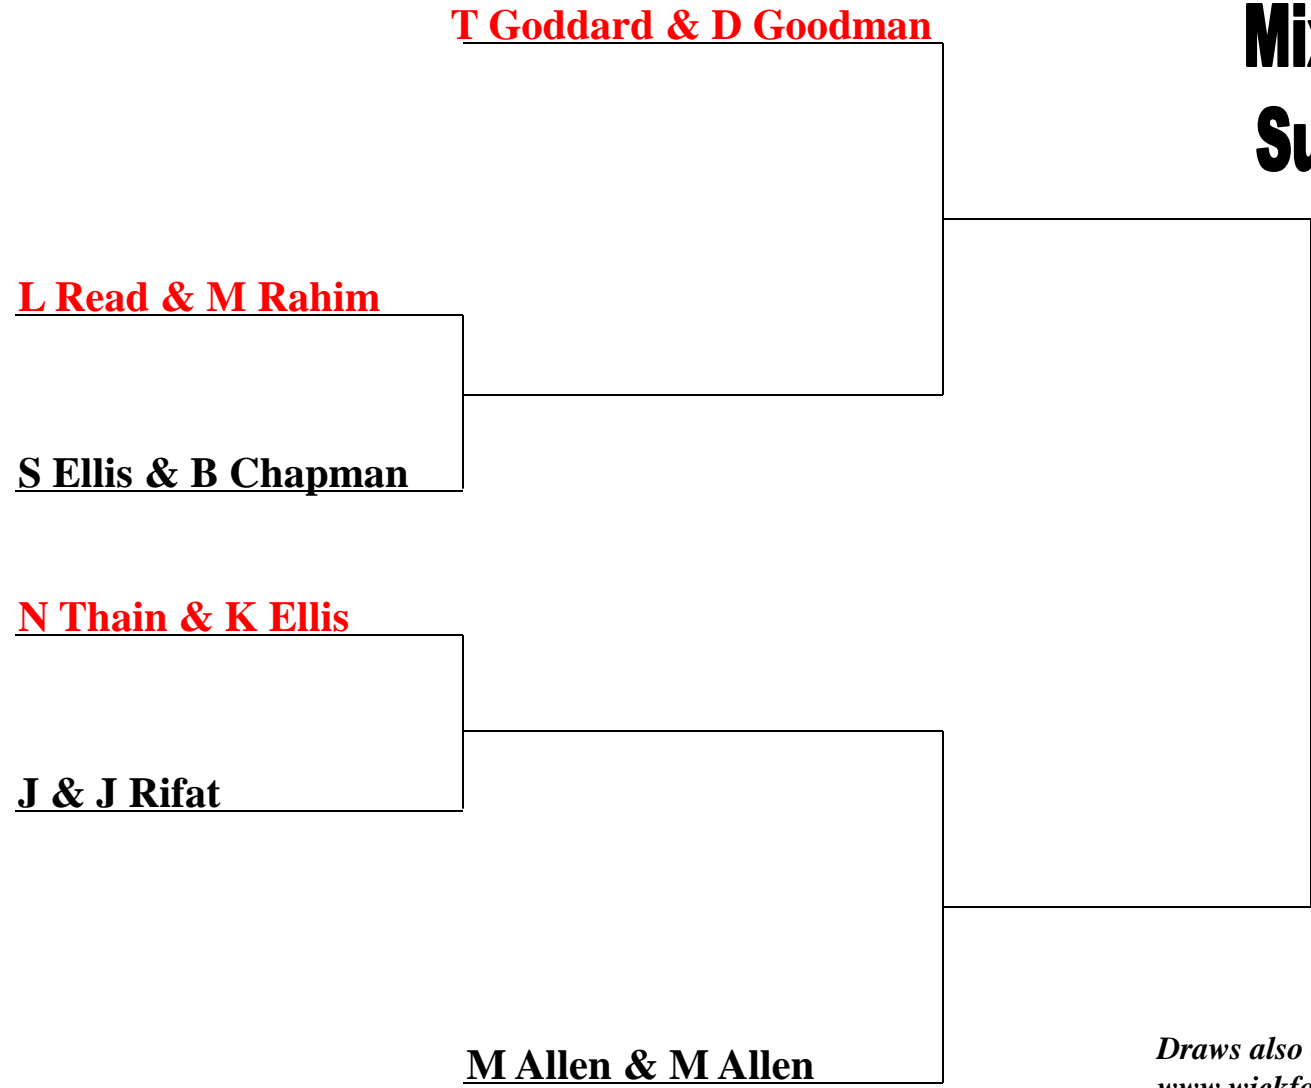 T Goddard & D Goodman
L Read & M Rahim
S Ellis & B Chapman
N Thain & K Ellis
J & J Rifat
M Allen & M Allen
Draws also